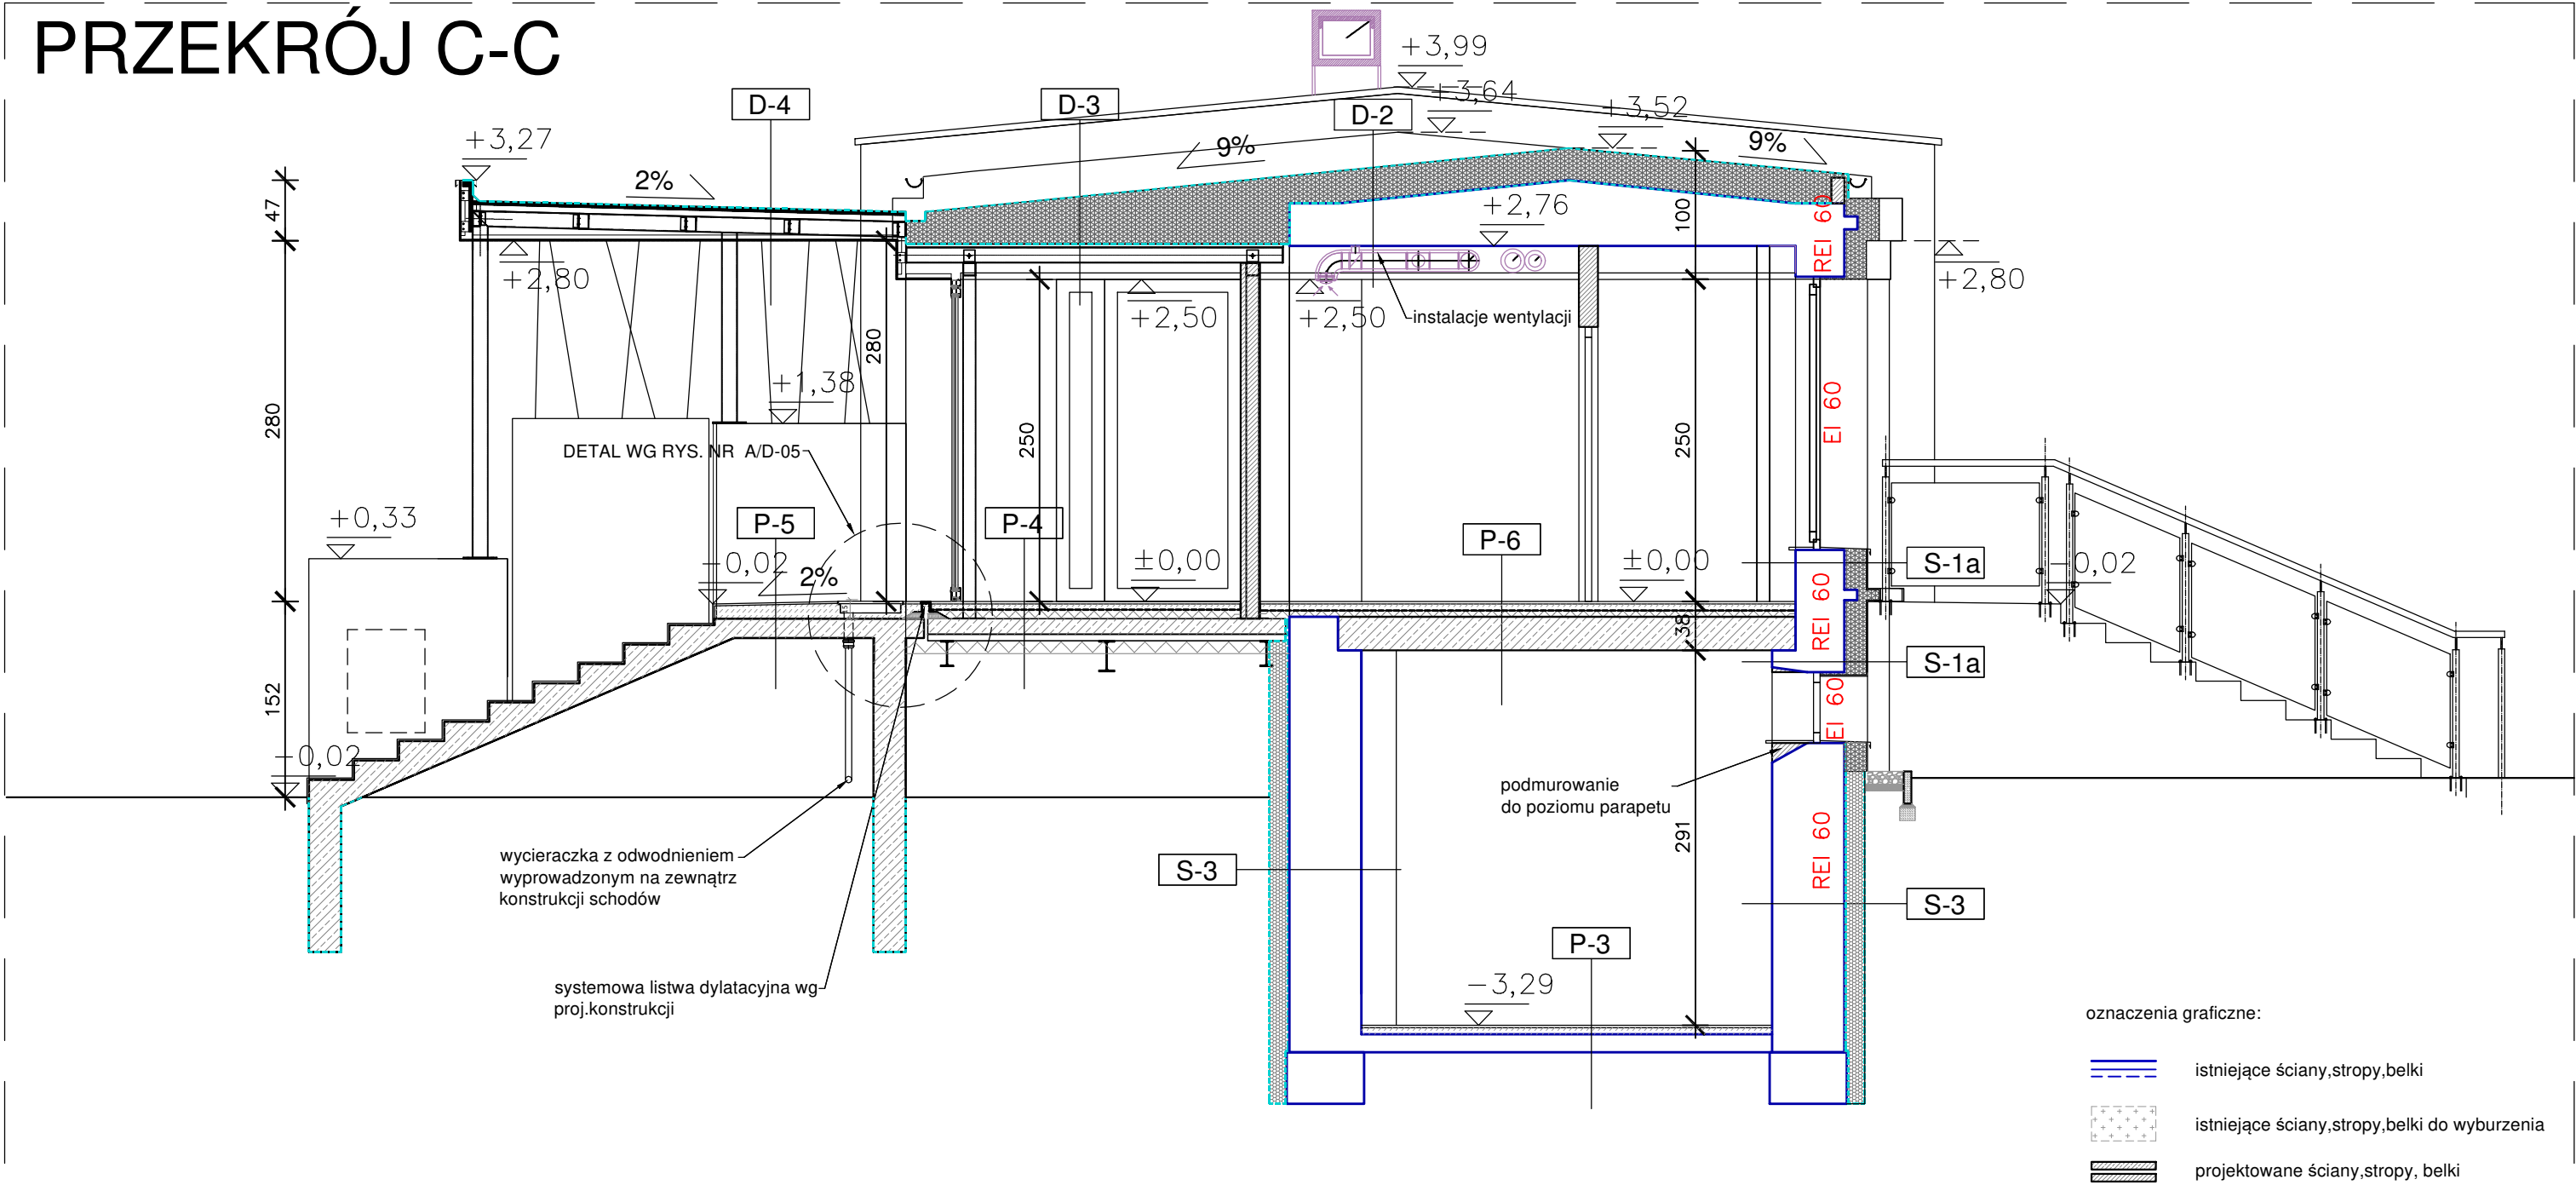 PRZEKRÓJ C-C
+3,99
+3,64
+3,52
D-4
D-3
D-2
+3,27
2%
9%
9%
47
100
REI 60
+2,76
+2,80
+2,80
+2,50
+2,50
instalacje wentylacji
280
280
+1,38
EI 60
250
250
DETAL WG RYS. NR A/D-05
+0,33
P-5
P-4
P-6
-0,02
2%
±0,00
±0,00
S-1a
-0,02
REI 60
38
S-1a
152
EI 60
-0,02
podmurowanie
do poziomu parapetu
291
REI 60
wycieraczka z odwodnieniem
wyprowadzonym na zewnątrz
konstrukcji schodów
S-3
S-3
P-3
systemowa listwa dylatacyjna wg
proj.konstrukcji
-3,29
oznaczenia graficzne:
istniejące ściany,stropy,belki
istniejące ściany,stropy,belki do wyburzenia
projektowane ściany,stropy, belki